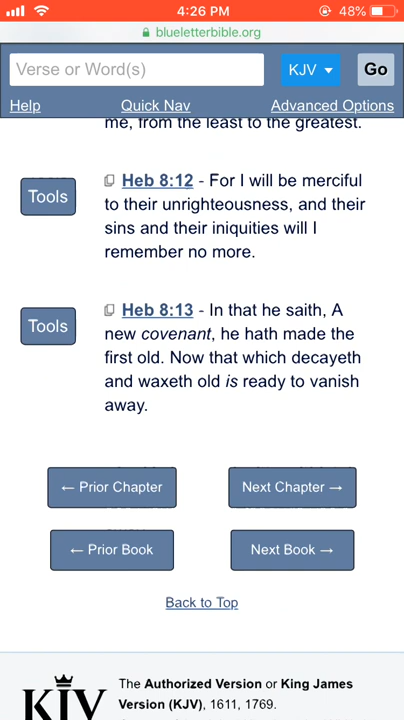 4:26 PM
48%
blueletterbible.org
Verse or Word(s)
KJV
Go
Help
Quick Nav
Advanced Options
me, from the least to the greatest.
Tools
Heb 8:12 - For I will be merciful
to their unrighteousness, and their
sins and their iniquities will I
remember no more.
Tools
Heb 8:13 - In that he saith, A
new covenant, he hath made the
first old. Now that which decayeth
and waxeth old is ready to vanish
away.
← Prior Chapter
Next Chapter →
← Prior Book
Next Book →
Back to Top
KJV
The Authorized Version or King James
Version (KJV), 1611, 1769.